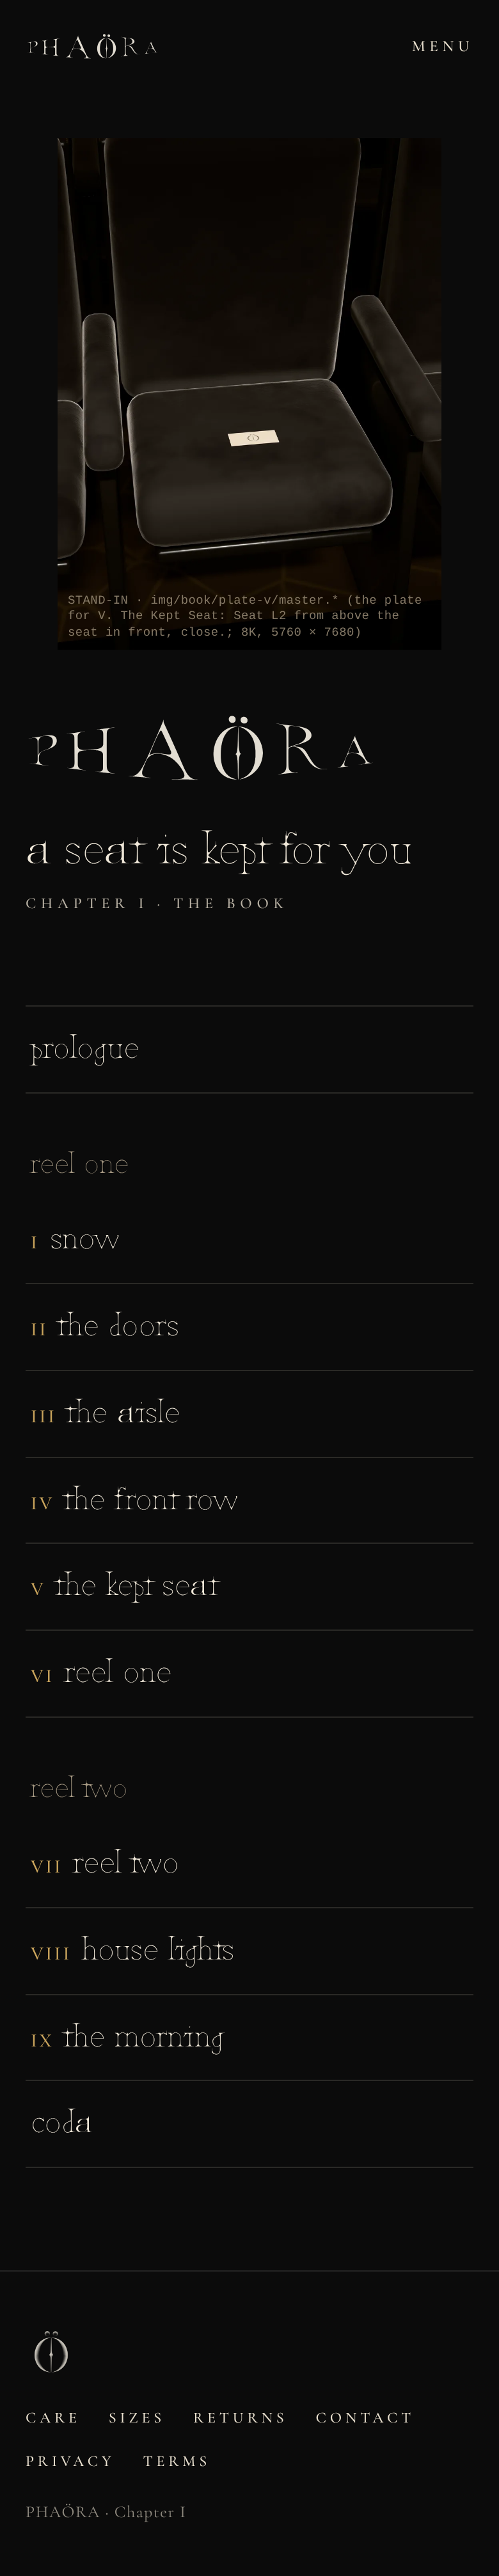 PHAÖRA
MENU
STAND-IN · img/book/plate-v/master.* (the plate
for V. The Kept Seat: Seat L2 from above the
seat in front, close.; 8K, 5760 × 7680)
PHAÖRA
a seat is kept for you
CHAPTER I · THE BOOK
prologue
reel one
I snow
II the doors
III the aisle
IV the front row
V the kept seat
VI reel one
reel two
VII reel two
VIII house lights
IX the morning
coda
Ö
CARE SIZES RETURNS CONTACT
PRIVACY TERMS
PHAÖRA · Chapter I